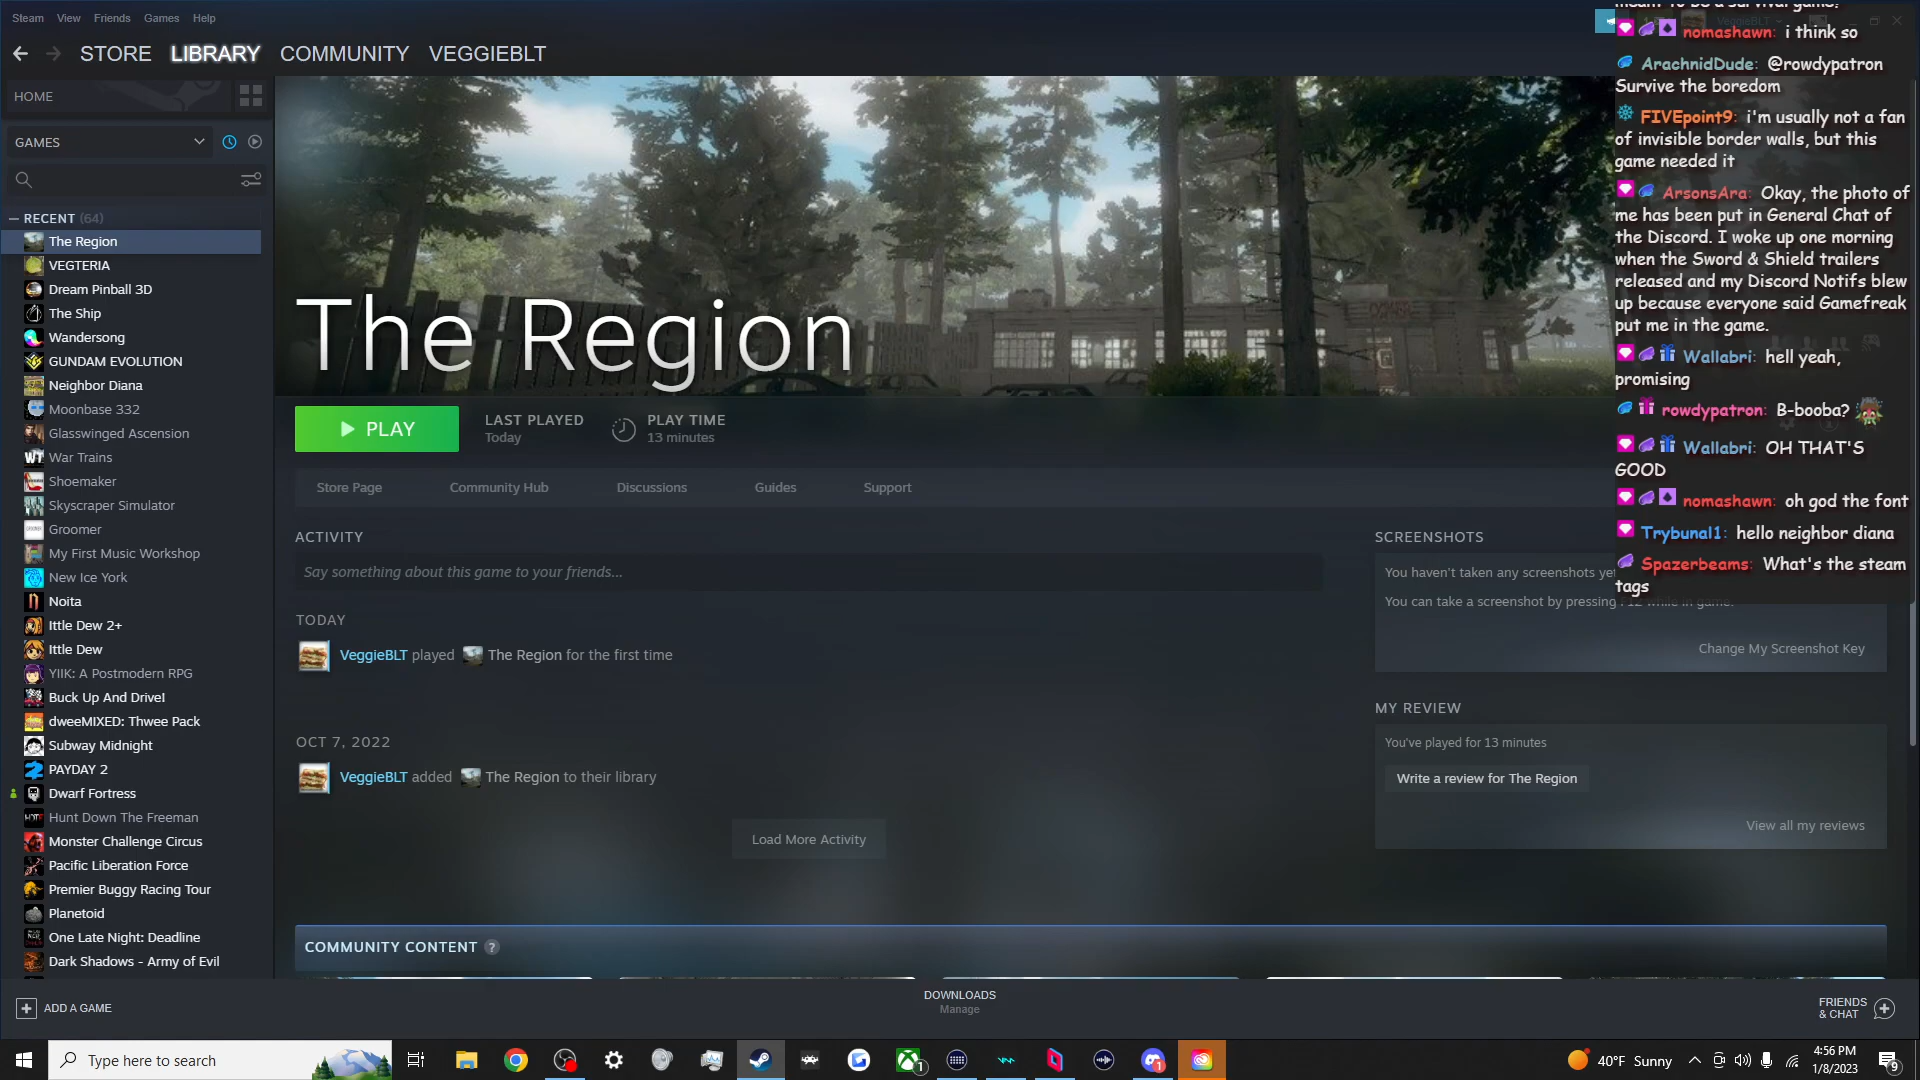 Steam View Friends Games Help
STORE LIBRARY COMMUNITY VEGGIEBLT
HOME
GAMES
RECENT (64)
The Region
VEGTERIA
Dream Pinball 3D
The Ship
Wandersong
GUNDAM EVOLUTION
Neighbor Diana
Moonbase 332
Glasswinged Ascension
War Trains
Shoemaker
Skyscraper Simulator
Groomer
My First Music Workshop
New Ice York
Noita
Ittle Dew 2+
Ittle Dew
YIIK: A Postmodern RPG
Buck Up And Drive!
dweeMIXED: Thwee Pack
Subway Midnight
PAYDAY 2
Dwarf Fortress
Hunt Down The Freeman
Monster Challenge Circus
Pacific Liberation Force
Premier Buggy Racing Tour
Planetoid
One Late Night: Deadline
Dark Shadows - Army of Evil
ADD A GAME
The Region
PLAY
LAST PLAYED
Today
PLAY TIME
13 minutes
Store Page Community Hub Discussions Guides Support
ACTIVITY
Say something about this game to your friends...
TODAY
VeggieBLT played The Region for the first time
OCT 7, 2022
VeggieBLT added The Region to their library
Load More Activity
COMMUNITY CONTENT ?
SCREENSHOTS
You haven't taken any screenshots yet
You can take a screenshot by pressing F12 while in game.
Change My Screenshot Key
MY REVIEW
You've played for 13 minutes
Write a review for The Region
View all my reviews
DOWNLOADS
Manage
FRIENDS
& CHAT
VeggieBLT
meant to be a survival game?
nomashawn: i think so
ArachnidDude: @rowdypatron
Survive the boredom
FIVEpoint9: i'm usually not a fan
of invisible border walls, but this
game needed it
ArsonsAra: Okay, the photo of
me has been put in General Chat of
the Discord. I woke up one morning
when the Sword & Shield trailers
released and my Discord Notifs blew
up because everyone said Gamefreak
put me in the game.
Wallabri: hell yeah,
promising
rowdypatron: B-booba?
Wallabri: OH THAT'S
GOOD
nomashawn: oh god the font
Trybunal1: hello neighbor diana
Spazerbeams: What's the steam
tags
Type here to search
1
1
40°F Sunny
4:56 PM
1/8/2023
9